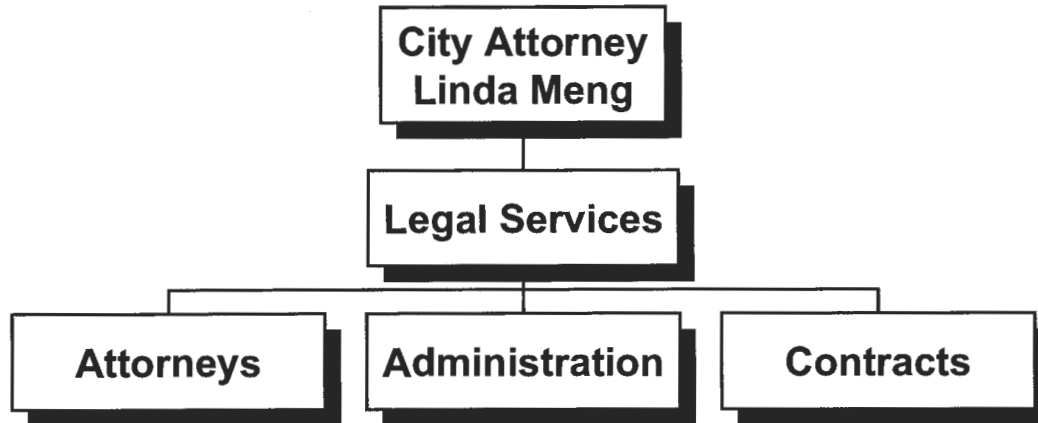 City Attorney
Linda Meng
Legal Services
Attorneys
Administration
Contracts